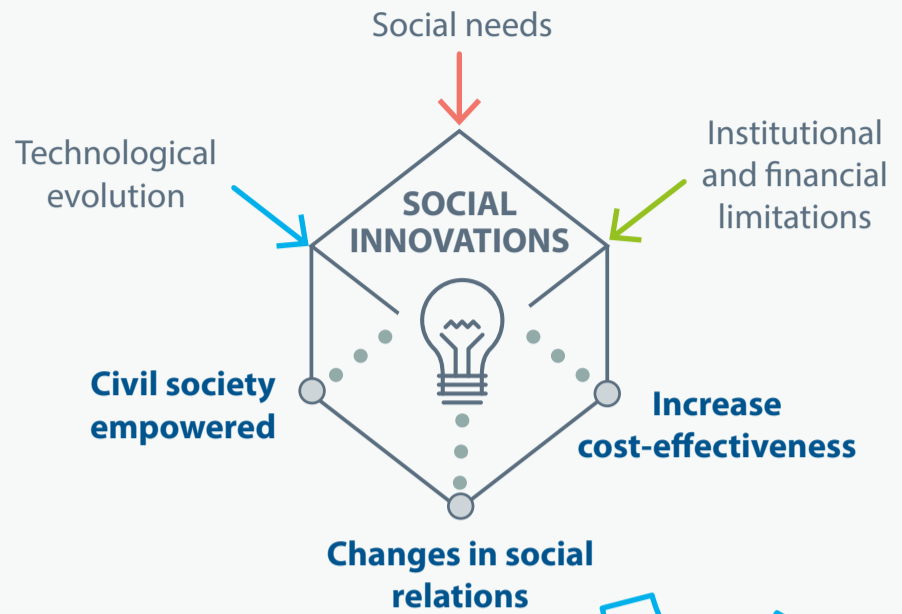 Social needs
Technological
evolution
Institutional
and financial
limitations
SOCIAL
INNOVATIONS
Civil society
empowered
Increase
cost-effectiveness
Changes in social
relations